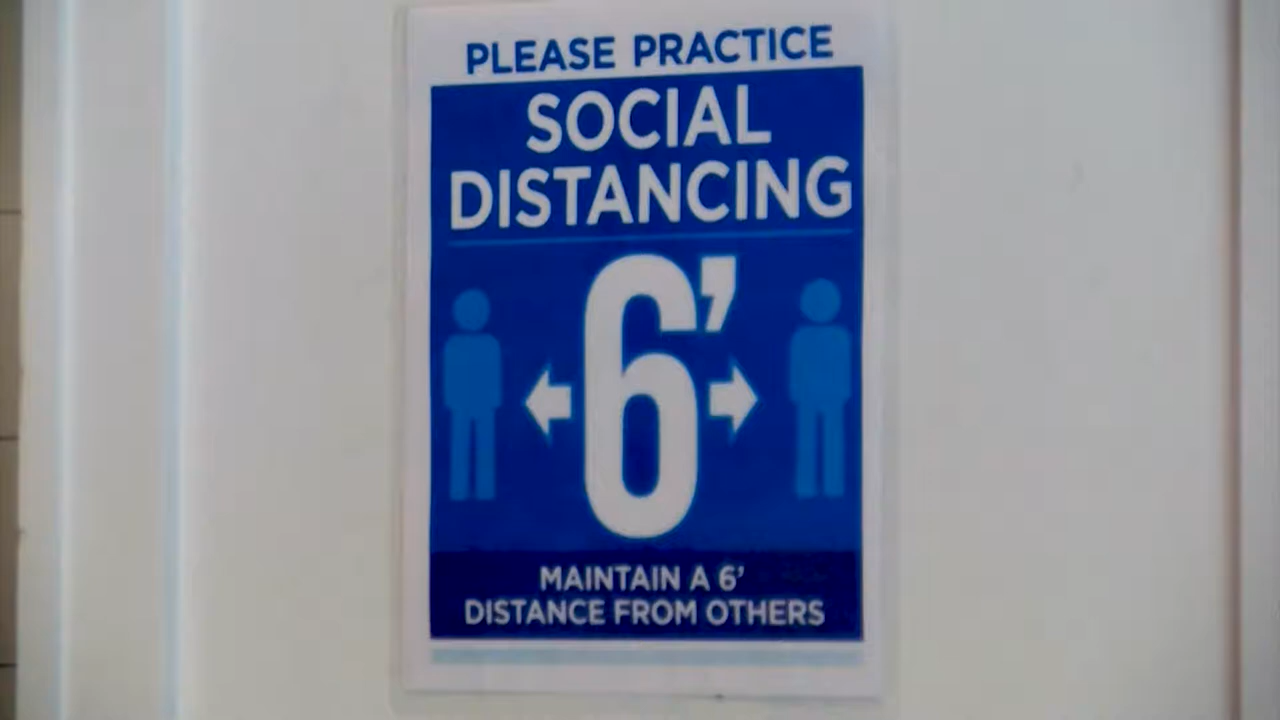 PLEASE PRACTICE
SOCIAL
DISTANCING
6’
MAINTAIN A 6’
DISTANCE FROM OTHERS